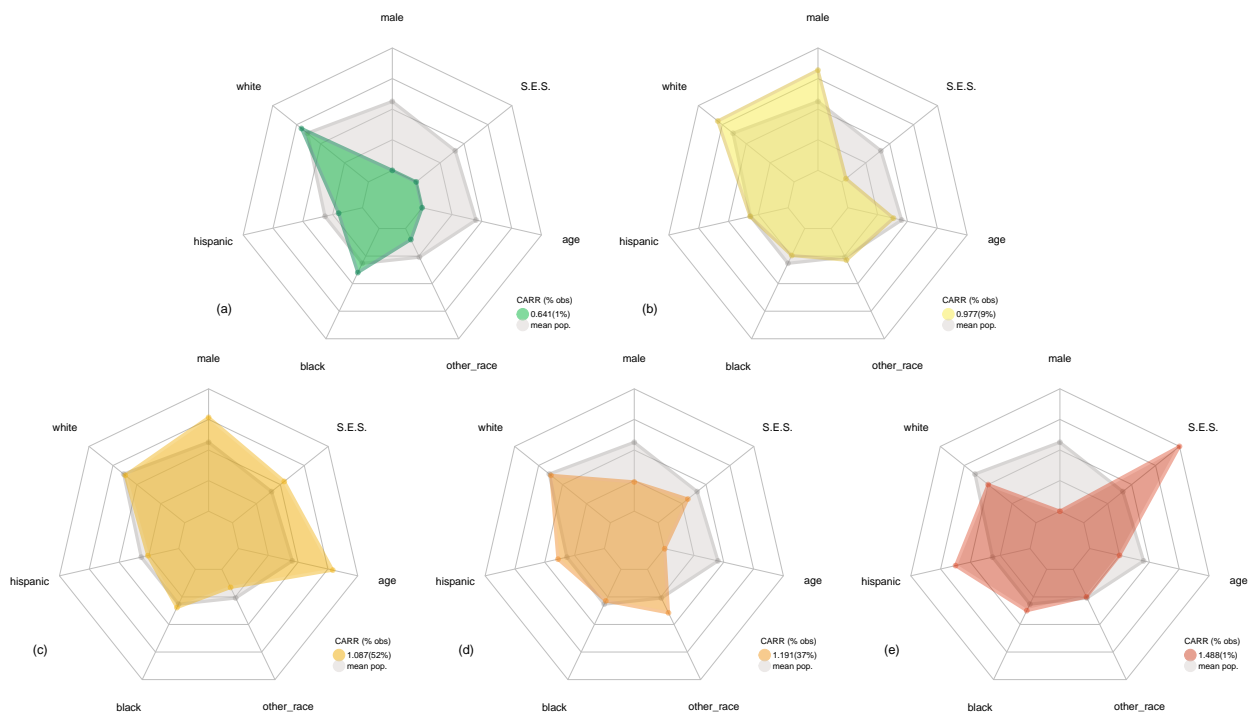 male
white
S.E.S.
hispanic
age
black
other_race
(a)
CARR (% obs)
0.641(1%)
mean pop.
male
white
S.E.S.
hispanic
age
black
other_race
(b)
CARR (% obs)
0.977(9%)
mean pop.
male
white
S.E.S.
hispanic
age
black
other_race
(c)
CARR (% obs)
1.087(52%)
mean pop.
male
white
S.E.S.
hispanic
age
black
other_race
(d)
CARR (% obs)
1.191(37%)
mean pop.
male
white
S.E.S.
hispanic
age
black
other_race
(e)
CARR (% obs)
1.488(1%)
mean pop.